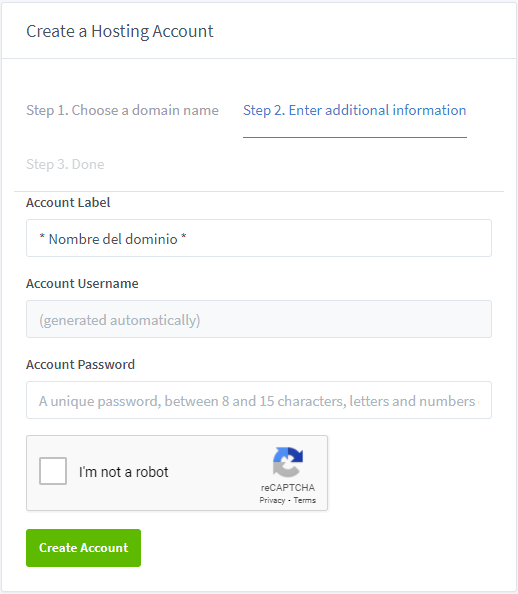 Create a Hosting Account
Step 1. Choose a domain name
Step 2. Enter additional information
Step 3. Done
Account Label
* Nombre del dominio *
Account Username
(generated automatically)
Account Password
A unique password, between 8 and 15 characters, letters and numbers
I'm not a robot
reCAPTCHA
Privacy - Terms
Create Account